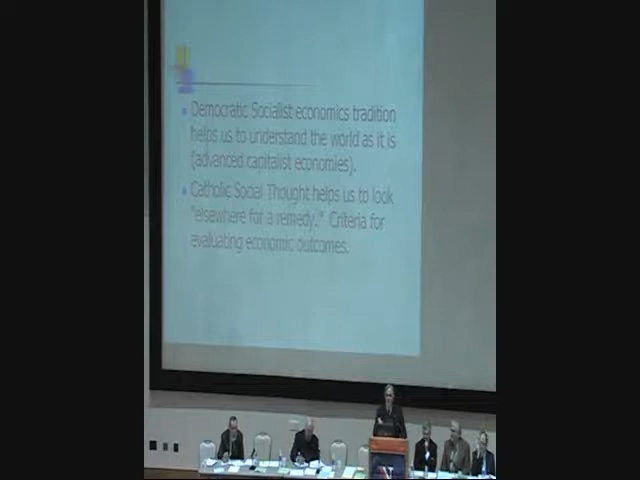 Democratic Socialist economics tradition
helps us to understand the world as it is
(advanced capitalist economies).
Catholic Social Thought helps us to look
"elsewhere for a remedy." Criteria for
evaluating economic outcomes.
V